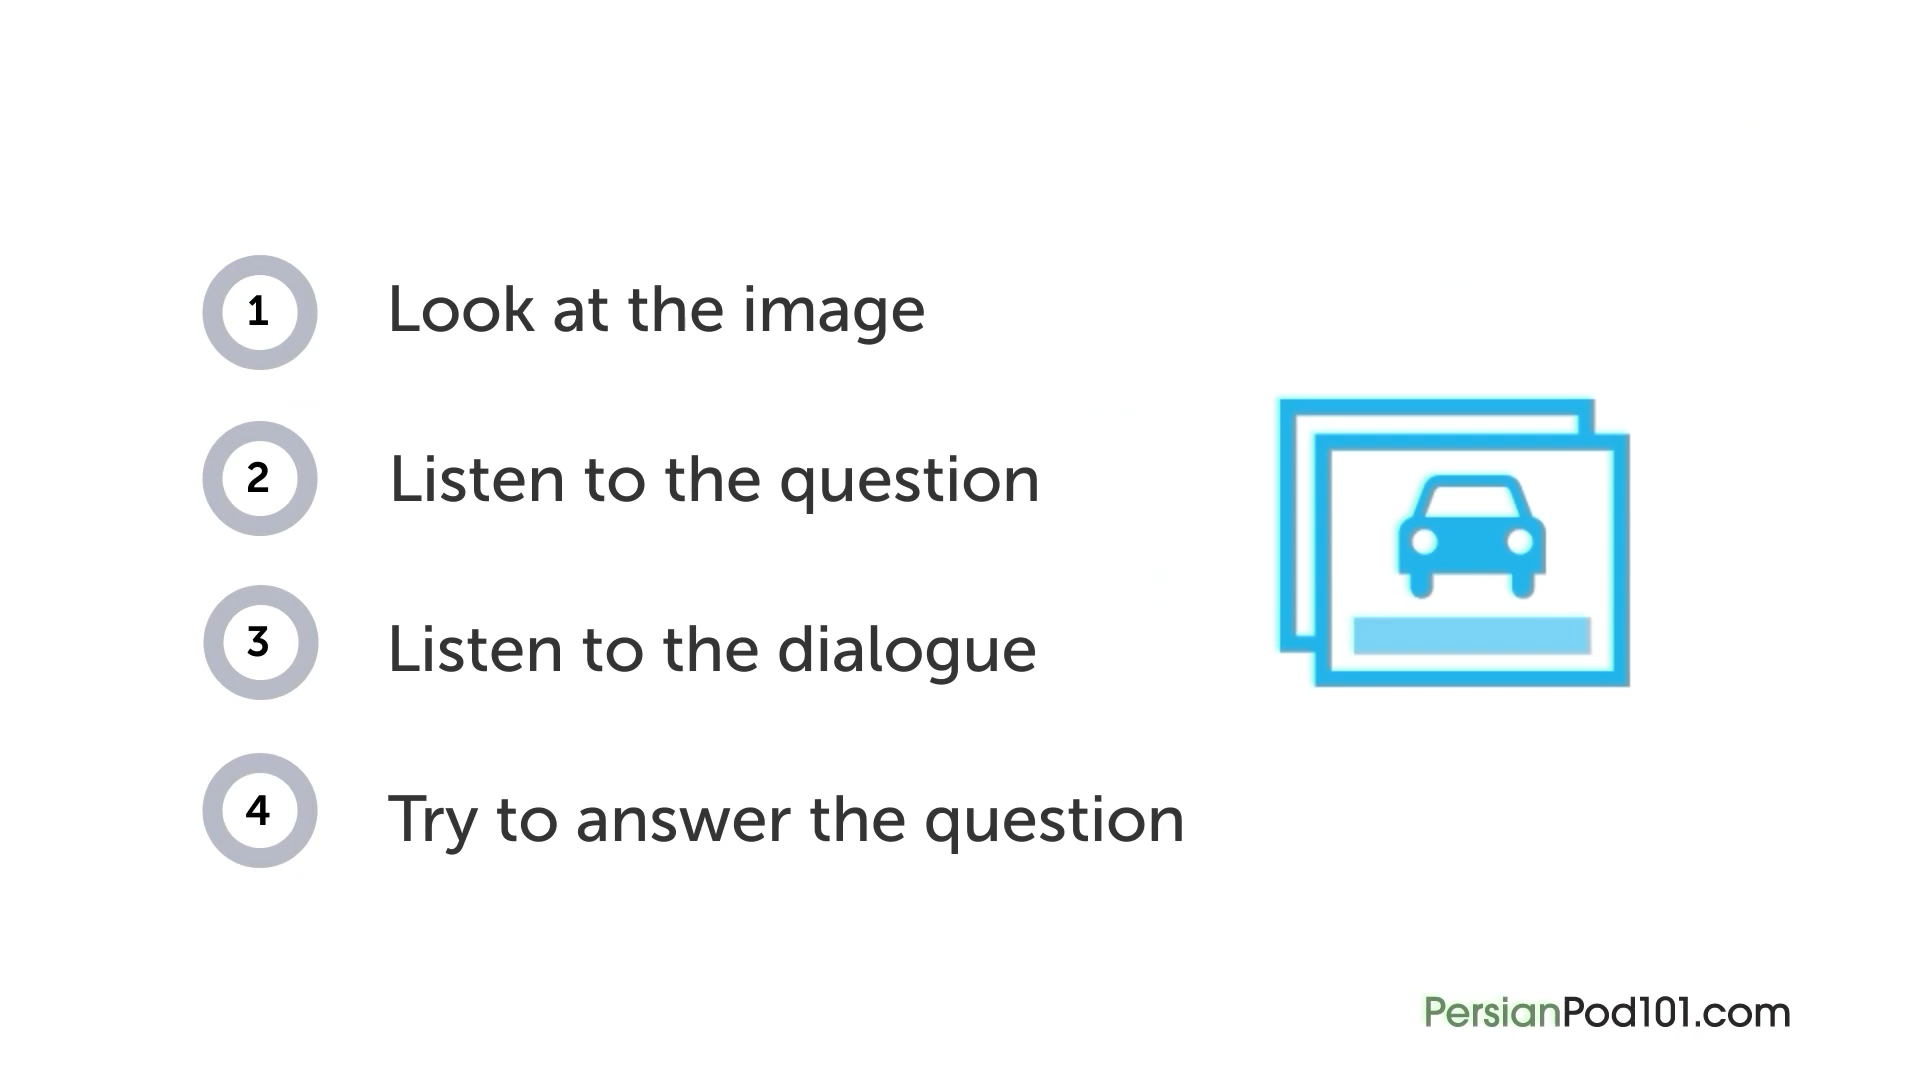 1 Look at the image
2 Listen to the question
3 Listen to the dialogue
4 Try to answer the question
PersianPod101.com